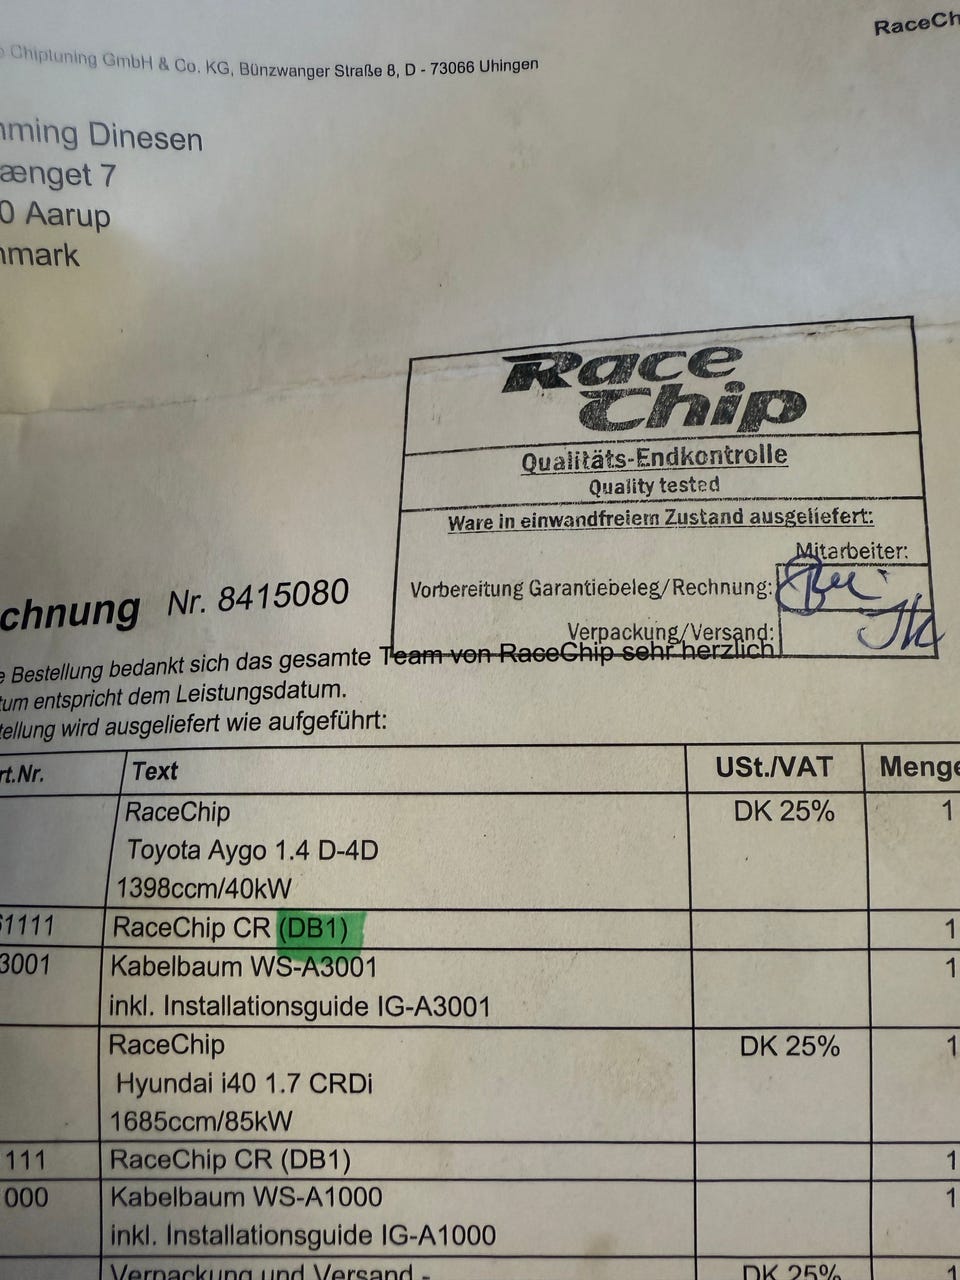 RaceCh
Chiptuning GmbH & Co. KG, Bünzwanger Straße 8, D - 73066 Uhingen
mming Dinesen
ænget 7
0 Aarup
nmark
Race
Chip
Qualitäts-Endkontrolle
Quality tested
Ware in einwandfreiem Zustand ausgeliefert:
Mitarbeiter:
Vorbereitung Garantiebeleg/Rechnung:
Verpackung/Versand:
chnung Nr. 8415080
e Bestellung bedankt sich das gesamte Team von RaceChip sehr herzlich
tum entspricht dem Leistungsdatum.
tellung wird ausgeliefert wie aufgeführt:
rt.Nr. Text USt./VAT Menge
RaceChip DK 25% 1
Toyota Aygo 1.4 D-4D
1398ccm/40kW
61111 RaceChip CR (DB1) 1
3001 Kabelbaum WS-A3001 1
inkl. Installationsguide IG-A3001
RaceChip DK 25% 1
Hyundai i40 1.7 CRDi
1685ccm/85kW
111 RaceChip CR (DB1) 1
000 Kabelbaum WS-A1000 1
inkl. Installationsguide IG-A1000
Verpackung und Versand - DK 25% 1